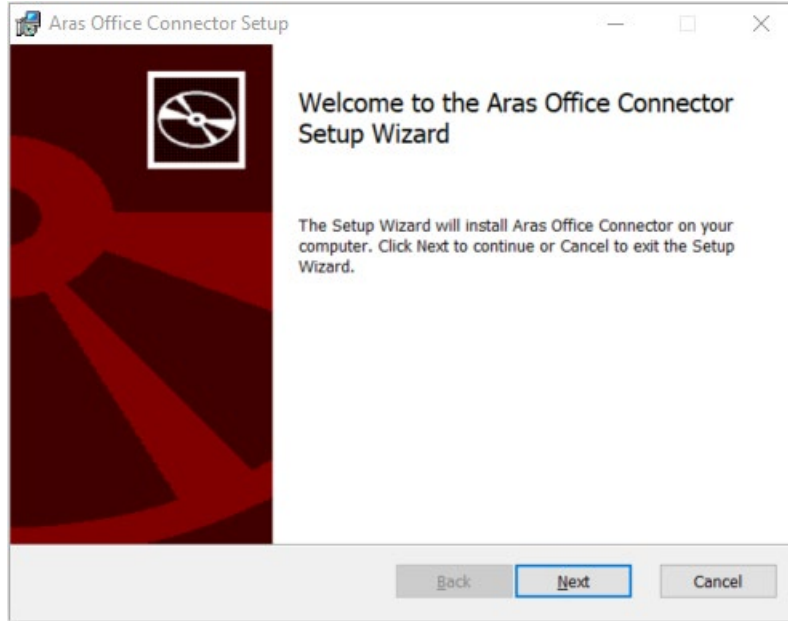 Aras Office Connector Setup
Welcome to the Aras Office Connector
Setup Wizard
The Setup Wizard will install Aras Office Connector on your
computer. Click Next to continue or Cancel to exit the Setup
Wizard.
Back
Next
Cancel